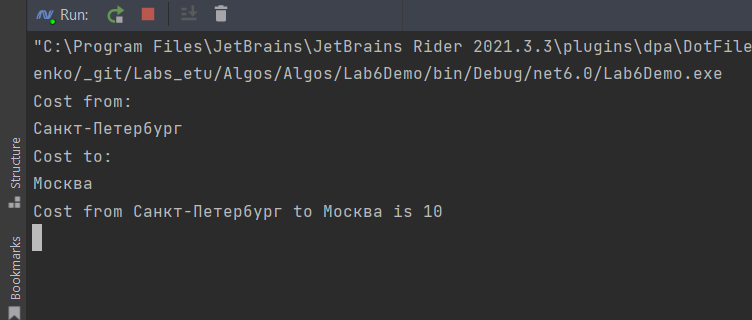 Run:
"C:\Program Files\JetBrains\JetBrains Rider 2021.3.3\plugins\dpa\DotFile
enko/_git/Labs_etu/Algos/Algos/Lab6Demo/bin/Debug/net6.0/Lab6Demo.exe
Cost from:
Санкт-Петербург
Cost to:
Москва
Cost from Санкт-Петербург to Москва is 10
Structure
Bookmarks